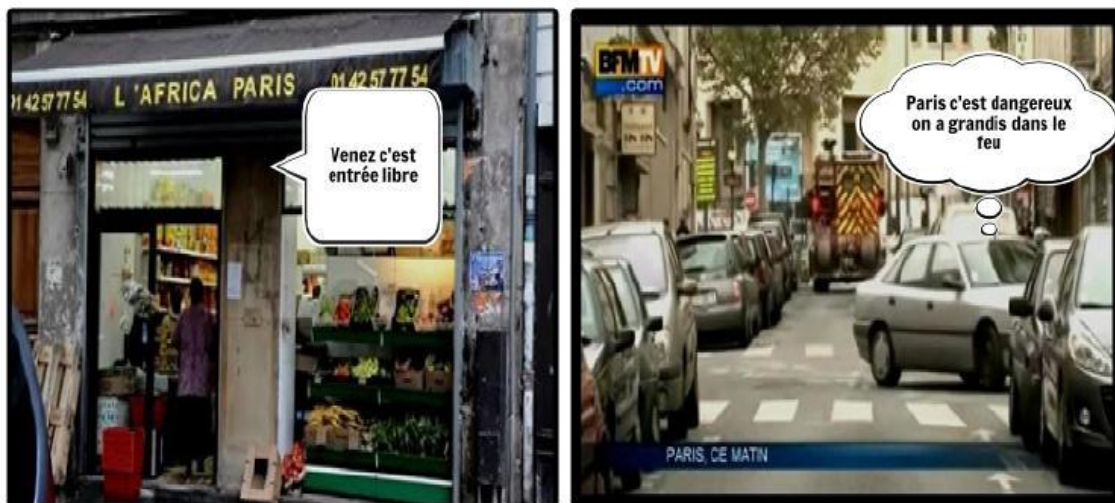 01 42 57 77 54 L'AFRICA PARIS 01 42 57 77 54
Venez c'est
entrée libre
BFMTV
.com
Paris c'est dangereux
on a grandis dans le
feu
PARIS, CE MATIN